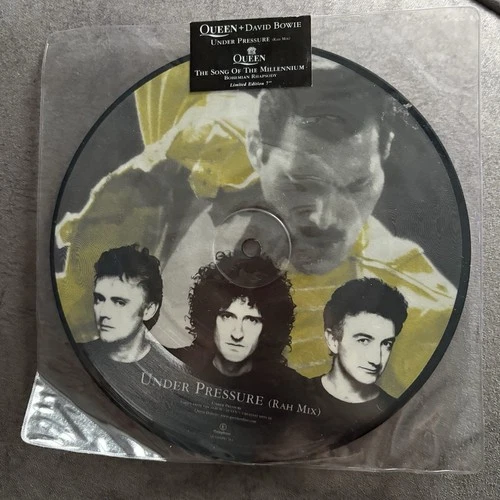 QUEEN + DAVID BOWIE
UNDER PRESSURE (RAH MIX)
QUEEN
THE SONG OF THE MILLENNIUM
BOHEMIAN RHAPSODY
Limited Edition 7"
UNDER PRESSURE (RAH MIX)